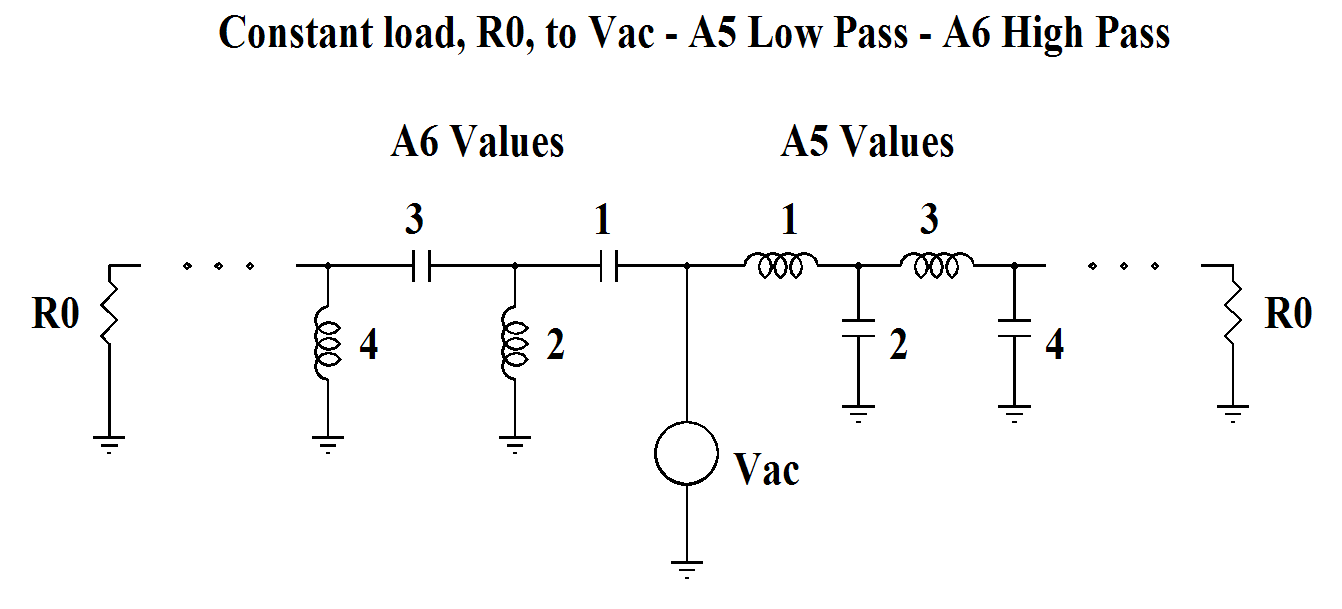 Constant load, R0, to Vac - A5 Low Pass - A6 High Pass
A6 Values A5 Values
3 1 1 3
R0 4 2 2 4 R0
Vac